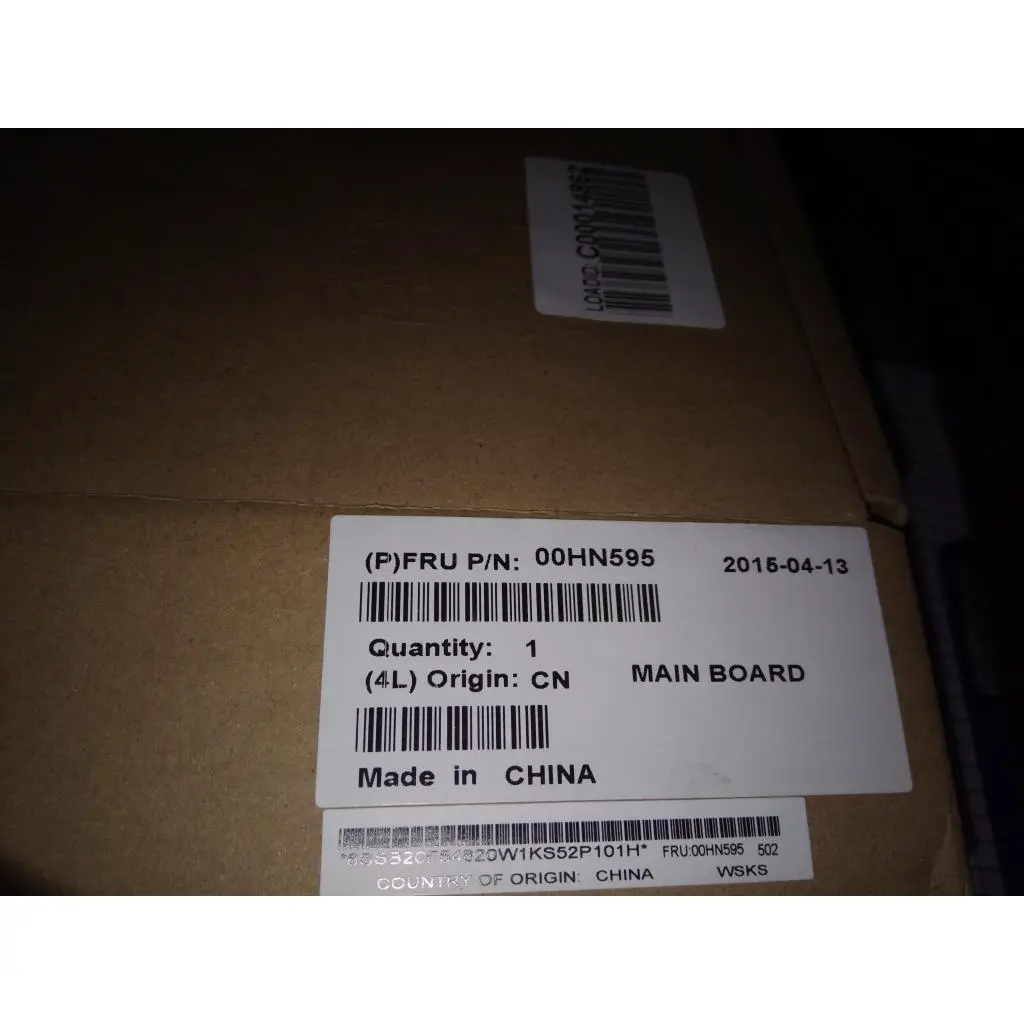 LOADID: C00014862
(P)FRU P/N: 00HN595
2015-04-13
Quantity: 1
(4L) Origin: CN
MAIN BOARD
Made in CHINA
FRU:00HN595 502
COUNTRY OF ORIGIN: CHINA
WSKS